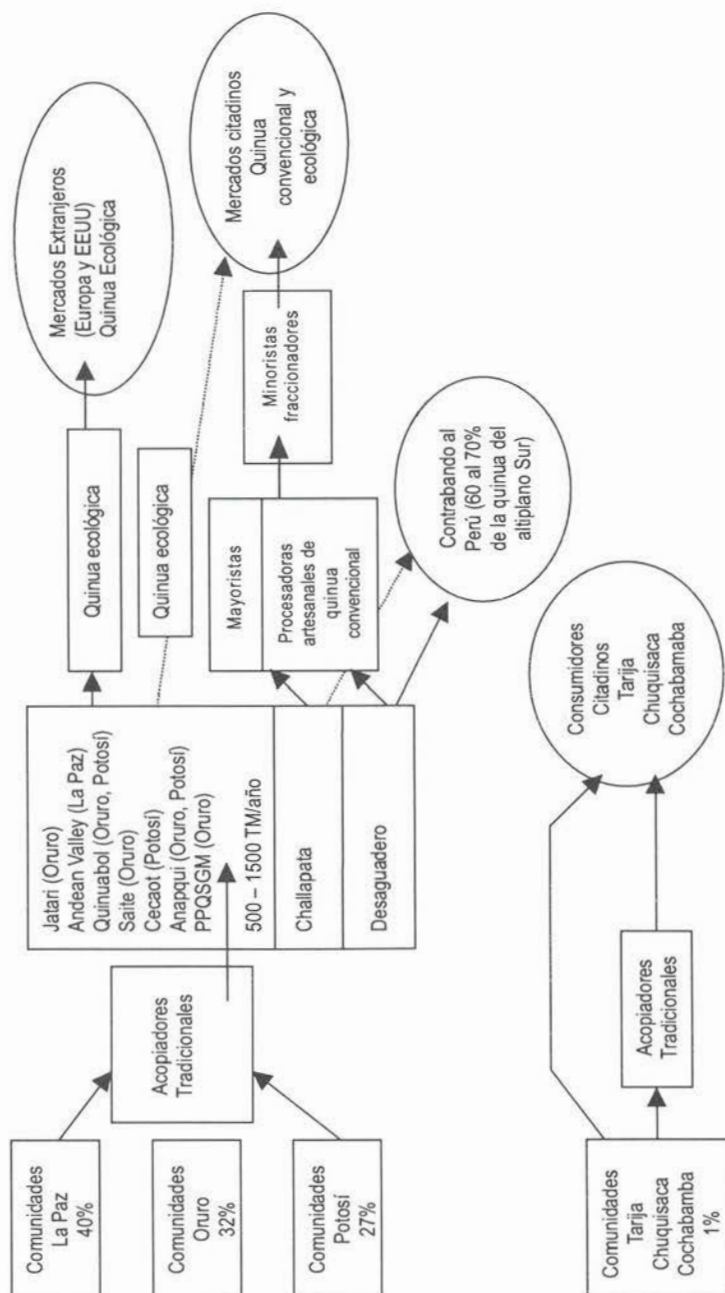 Comunidades
La Paz
40%
Comunidades
Oruro
32%
Comunidades
Potosí
27%
Acopiadores
Tradicionales
Jatari (Oruro)
Andean Valley (La Paz)
Quinuabol (Oruro, Potosí)
Saite (Oruro)
Cecaot (Potosí)
Anapqui (Oruro, Potosí)
PPQSGM (Oruro)
500 – 1500 TM/año
Challapata
Desaguadero
Quinua ecológica
Quinua ecológica
Mayoristas
Procesadoras
artesanales de
quinua
convencional
Minoristas
fraccionadores
Mercados Extranjeros
(Europa y EEUU)
Quinua Ecológica
Mercados citadinos
Quinua
convencional y
ecológica
Contrabando al
Perú (60 al 70%
de la quinua del
altiplano Sur)
Comunidades
Tarija
Chuquisaca
Cochabamba
1%
Acopiadores
Tradicionales
Consumidores
Citadinos
Tarija
Chuquisaca
Cochabamaba